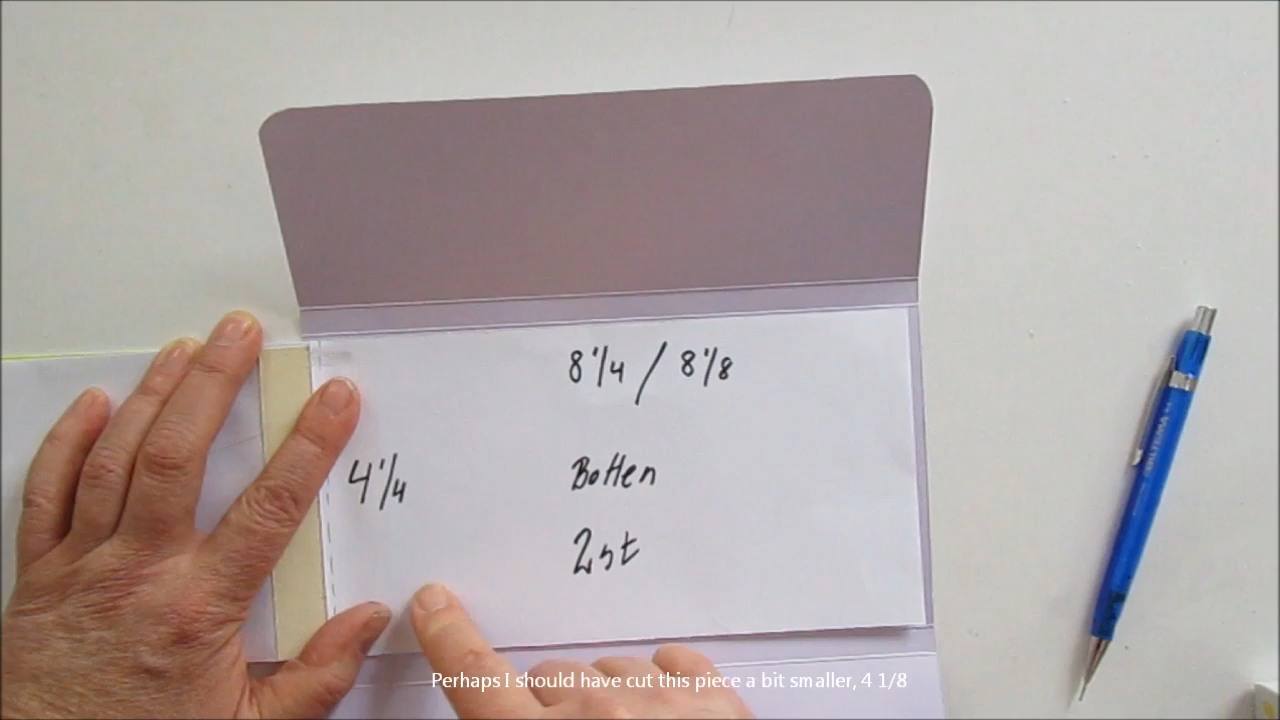 8 1/4 / 8 1/8
4 1/4
Botten
2st
Perhaps I should have cut this piece a bit smaller, 4 1/8